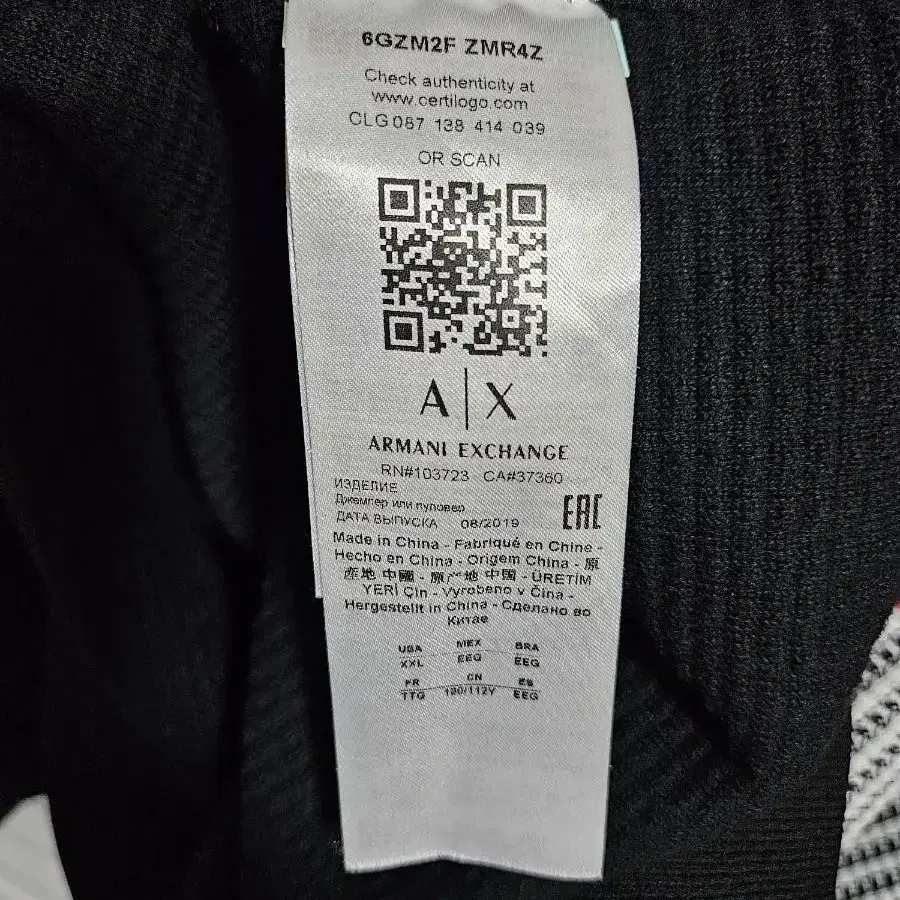 6GZM2F ZMR4Z
Check authenticity at
www.certilogo.com
CLG 087 138 414 039
OR SCAN
A|X
ARMANI EXCHANGE
RN#103723 CA#37360
ИЗДЕЛИЕ
Джемпер или пуловер
ДАТА ВЫПУСКА 08/2019
EAC
Made in China - Fabriqué en Chine -
Hecho en China - Origem China - 原
産地 中國 - 原产地 中国 - ÜRETİM
YERİ Çin - Vyrobeno v Čína -
Hergestellt in China - Сделано во
Китае
USA MEX BRA
XXL EEG EEG
FR CN ES
TTG 190/112Y EEG